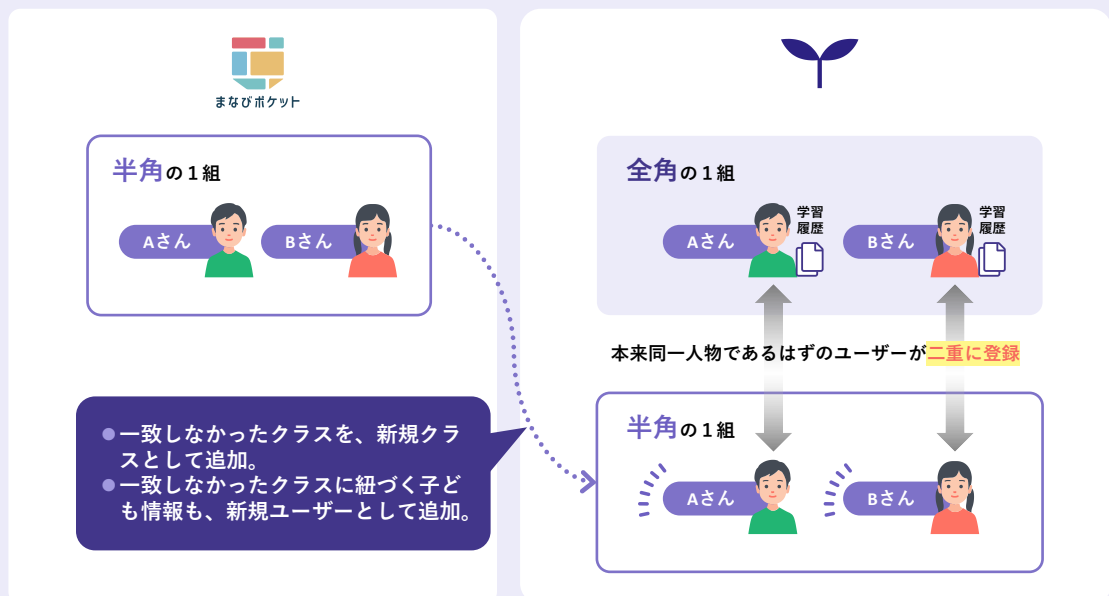 まなびポケット
半角の1組
Aさん
Bさん
一致しなかったクラスを、新規クラ
スとして追加。
一致しなかったクラスに紐づく子ど
も情報も、新規ユーザーとして追加。
全角の1組
Aさん
学習
履歴
Bさん
学習
履歴
本来同一人物であるはずのユーザーが二重に登録
半角の1組
Aさん
Bさん